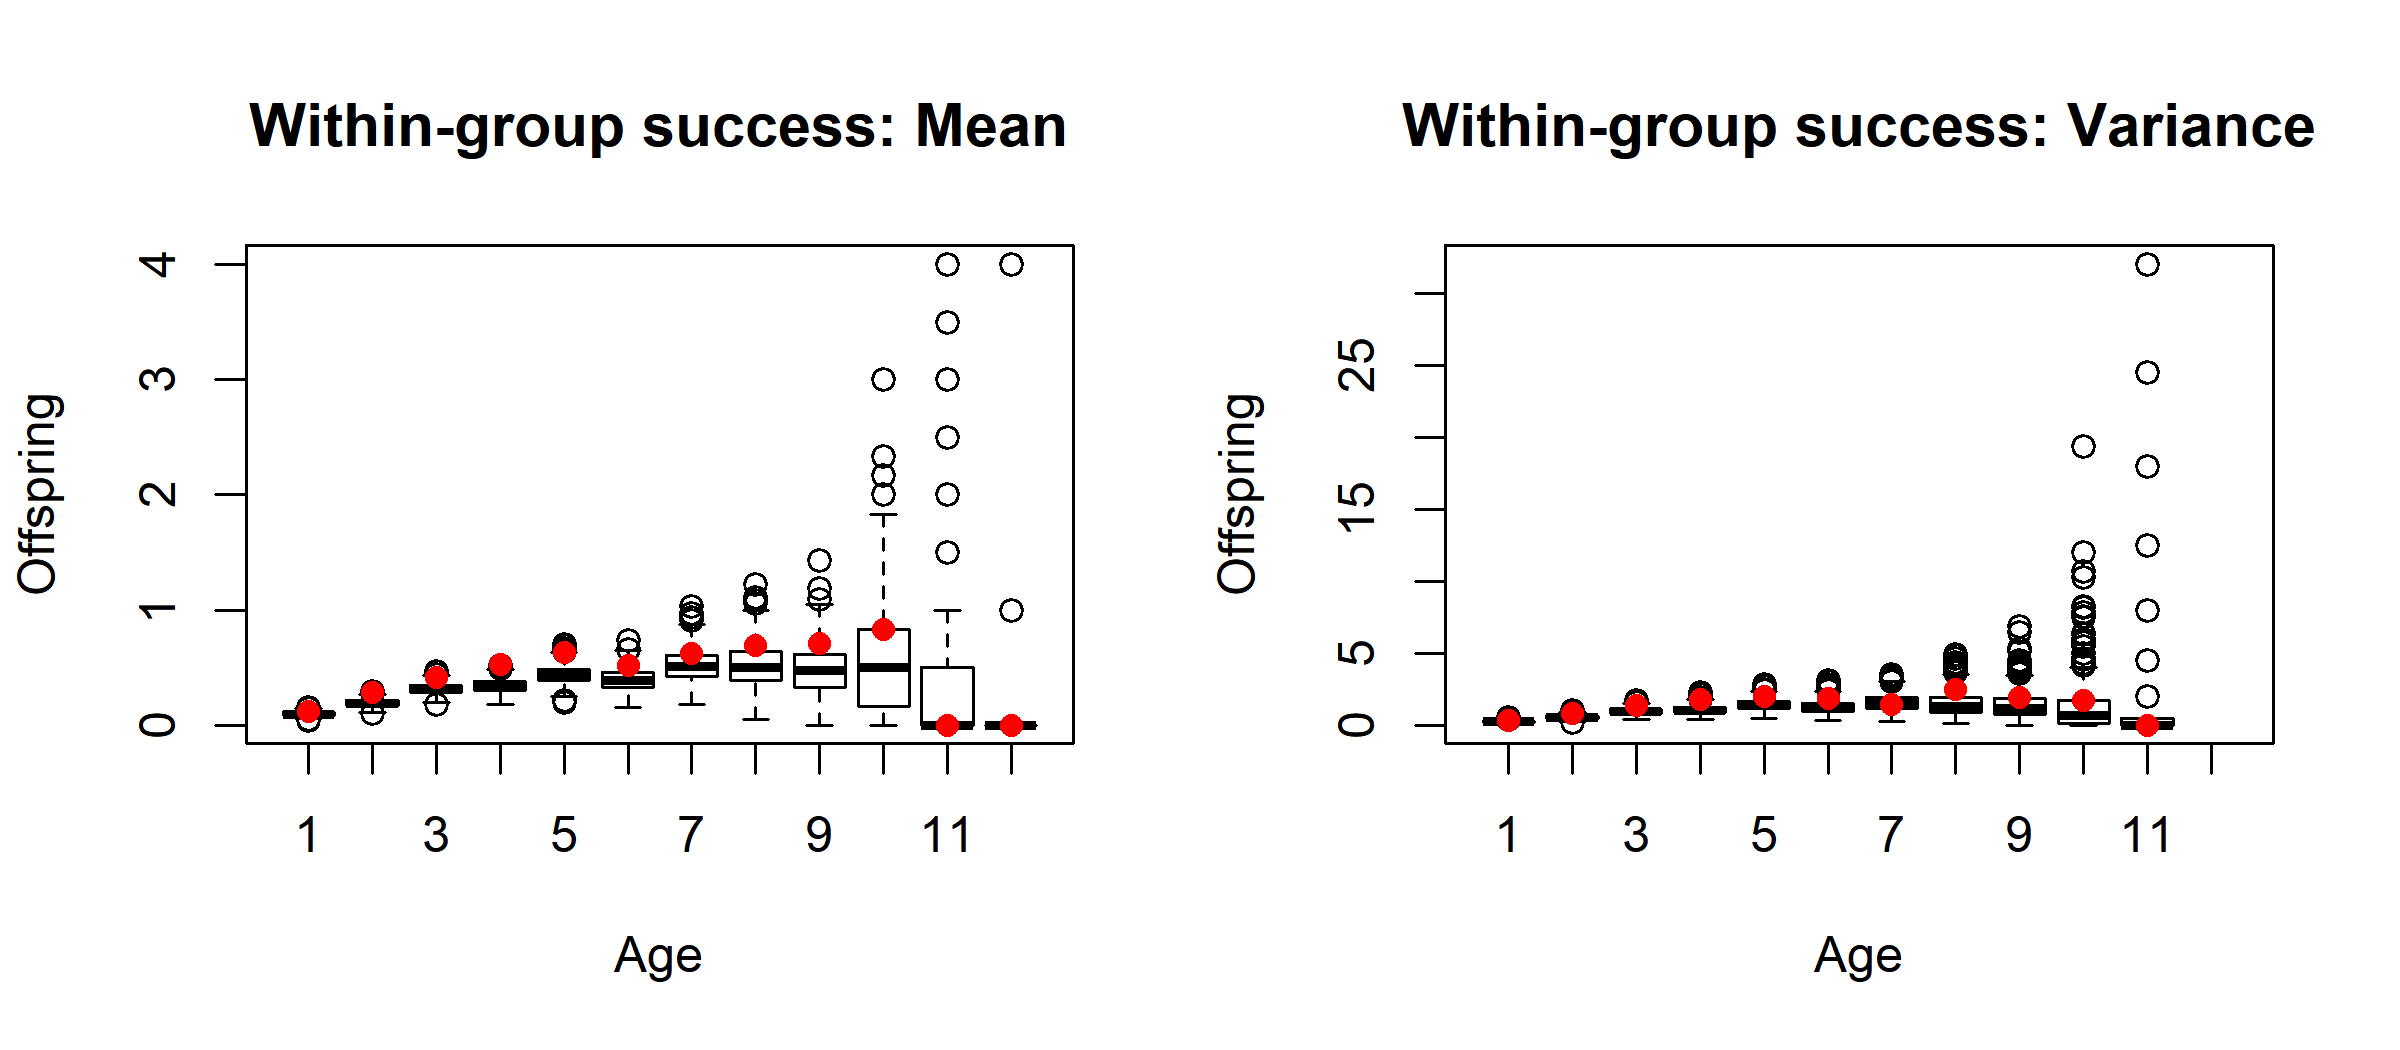 Within-group success: Mean
Offspring
0 1 2 3 4
1 3 5 7 9 11
Age
Within-group success: Variance
Offspring
0 5 15 25
1 3 5 7 9 11
Age